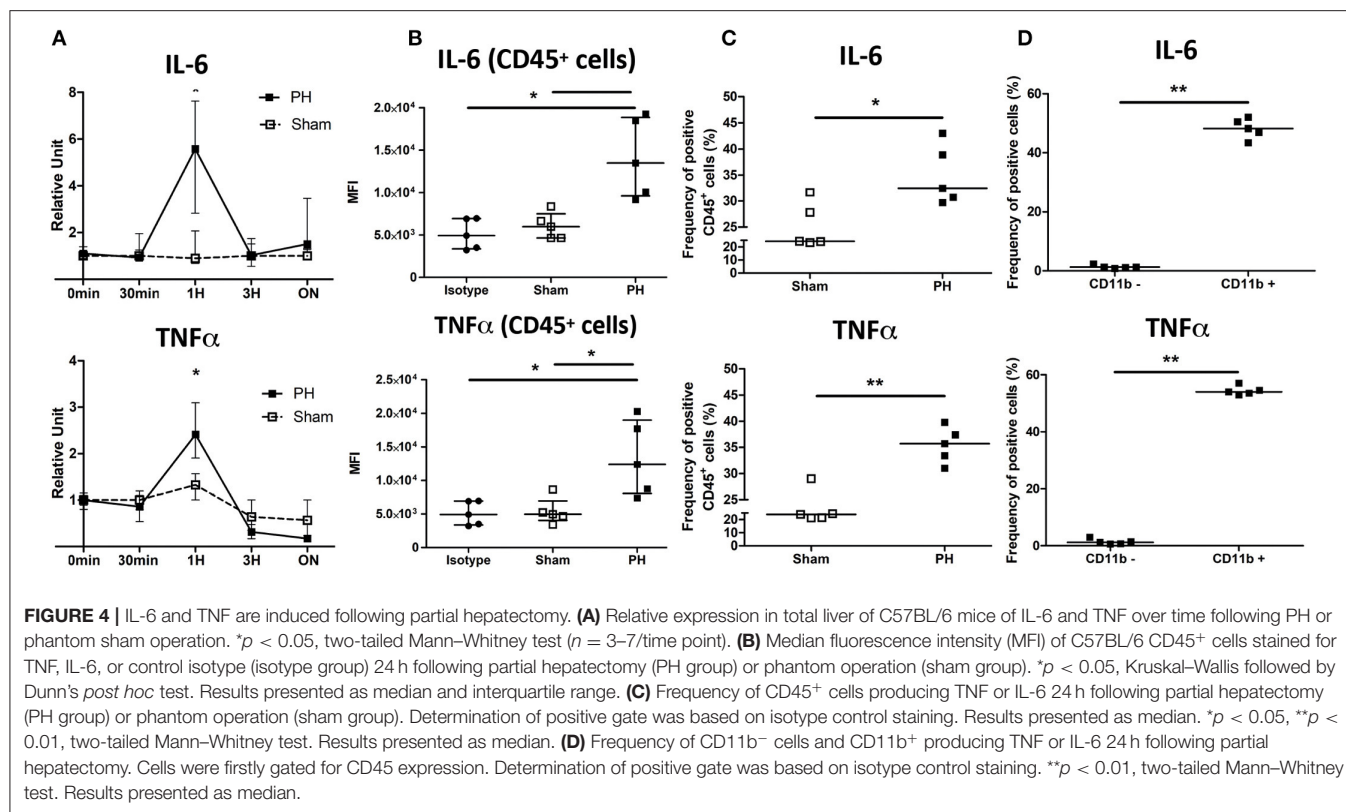 A
IL-6
Relative Unit
8
6
4
2
PH
Sham
*
0min 30min 1H 3H ON
TNFα
Relative Unit
4
3
2
1
*
PH
Sham
0min 30min 1H 3H ON
B
IL-6 (CD45⁺ cells)
*
MFI
2.0×10⁴
1.5×10⁴
1.0×10⁴
5.0×10³
0
Isotype Sham PH
TNFα (CD45⁺ cells)
*
*
MFI
2.5×10⁴
2.0×10⁴
1.5×10⁴
1.0×10⁴
5.0×10³
0
Isotype Sham PH
C
IL-6
*
Frequency of positive
CD45⁺ cells (%)
50
45
40
35
30
25
20
10
0
Sham PH
TNFα
**
Frequency of positive
CD45⁺ cells (%)
50
45
40
35
30
25
20
10
0
Sham PH
D
IL-6
**
Frequency of positive cells (%)
60
40
20
0
CD11b - CD11b +
TNFα
**
Frequency of positive cells (%)
60
40
20
0
CD11b - CD11b +
FIGURE 4 | IL-6 and TNF are induced following partial hepatectomy. (A) Relative expression in total liver of C57BL/6 mice of IL-6 and TNF over time following PH or
phantom sham operation. *p < 0.05, two-tailed Mann–Whitney test (n = 3–7/time point). (B) Median fluorescence intensity (MFI) of C57BL/6 CD45⁺ cells stained for
TNF, IL-6, or control isotype (isotype group) 24 h following partial hepatectomy (PH group) or phantom operation (sham group). *p < 0.05, Kruskal–Wallis followed by
Dunn's post hoc test. Results presented as median and interquartile range. (C) Frequency of CD45⁺ cells producing TNF or IL-6 24 h following partial hepatectomy
(PH group) or phantom operation (sham group). Determination of positive gate was based on isotype control staining. Results presented as median. *p < 0.05, **p <
0.01, two-tailed Mann–Whitney test. Results presented as median. (D) Frequency of CD11b⁻ cells and CD11b⁺ producing TNF or IL-6 24 h following partial
hepatectomy. Cells were firstly gated for CD45 expression. Determination of positive gate was based on isotype control staining. **p < 0.01, two-tailed Mann–Whitney
test. Results presented as median.